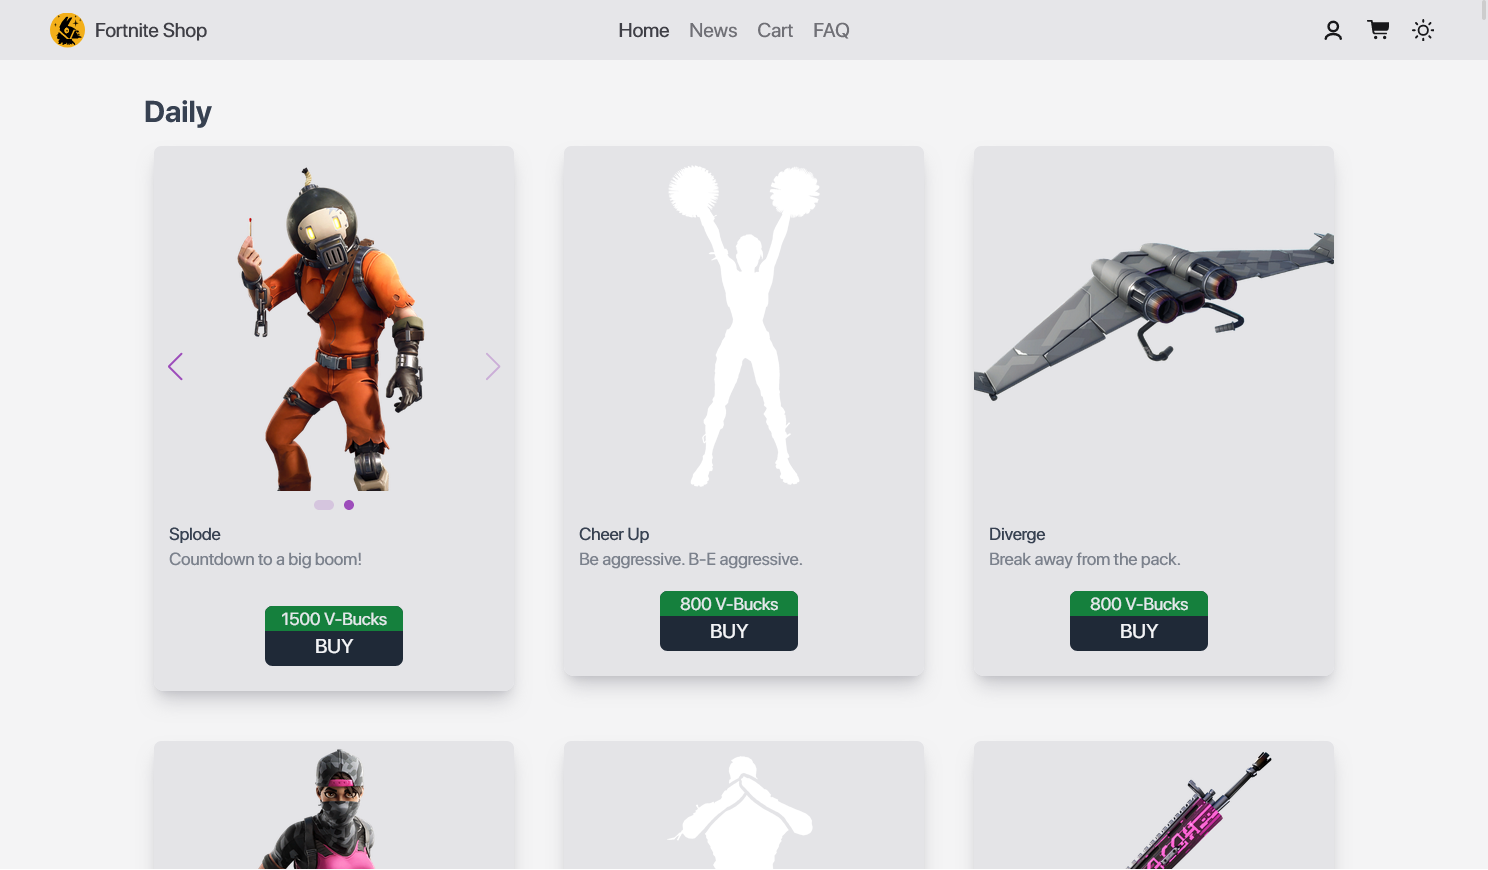 Fortnite Shop
Home News Cart FAQ
Daily
Splode
Countdown to a big boom!
1500 V-Bucks
BUY
Cheer Up
Be aggressive. B-E aggressive.
800 V-Bucks
BUY
Diverge
Break away from the pack.
800 V-Bucks
BUY